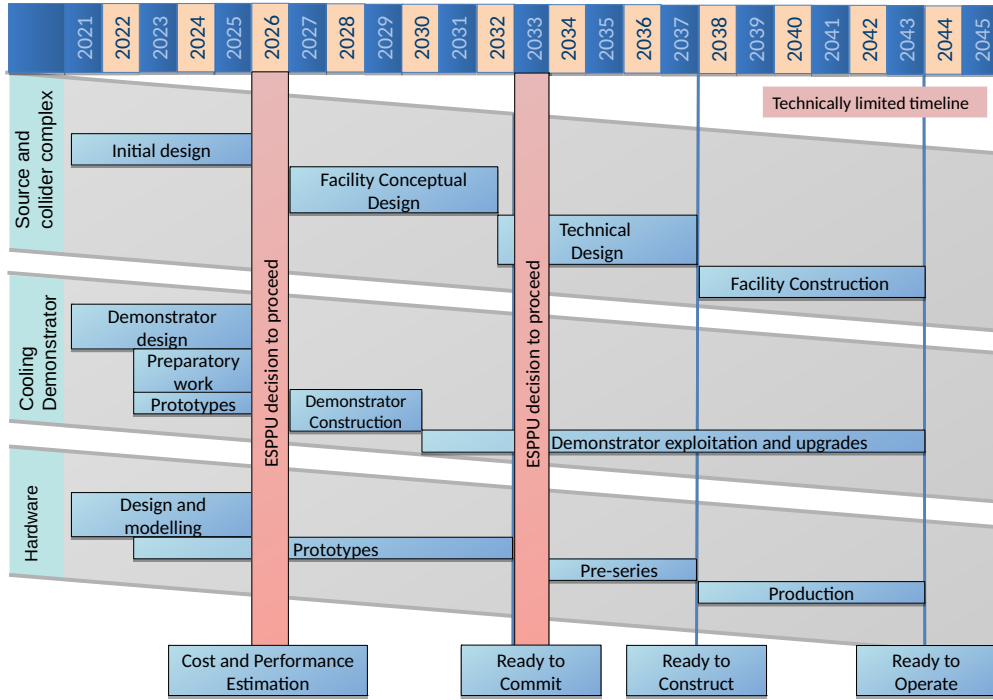 2021 2022 2023 2024 2025 2026 2027 2028 2029 2030 2031 2032 2033 2034 2035 2036 2037 2038 2039 2040 2041 2042 2043 2044 2045
Technically limited timeline
Source and
collider complex
Initial design
Facility Conceptual
Design
Technical
Design
Facility Construction
ESPPU decision to proceed
ESPPU decision to proceed
Cooling
Demonstrator
Demonstrator
design
Preparatory
work
Prototypes
Demonstrator
Construction
Demonstrator exploitation and upgrades
Hardware
Design and
modelling
Prototypes
Pre-series
Production
Cost and Performance
Estimation
Ready to
Commit
Ready to
Construct
Ready to
Operate